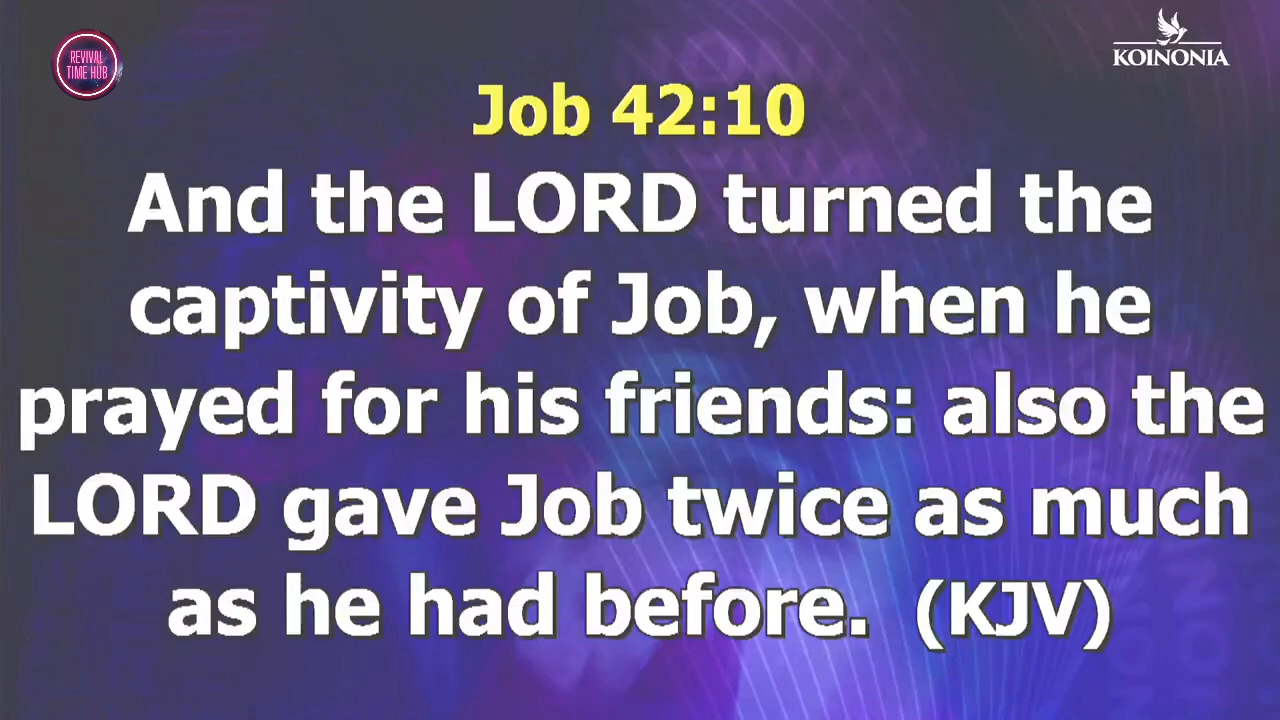 REVIVAL
TIME HUB
KOINONIA
Job 42:10
And the LORD turned the
captivity of Job, when he
prayed for his friends: also the
LORD gave Job twice as much
as he had before. (KJV)